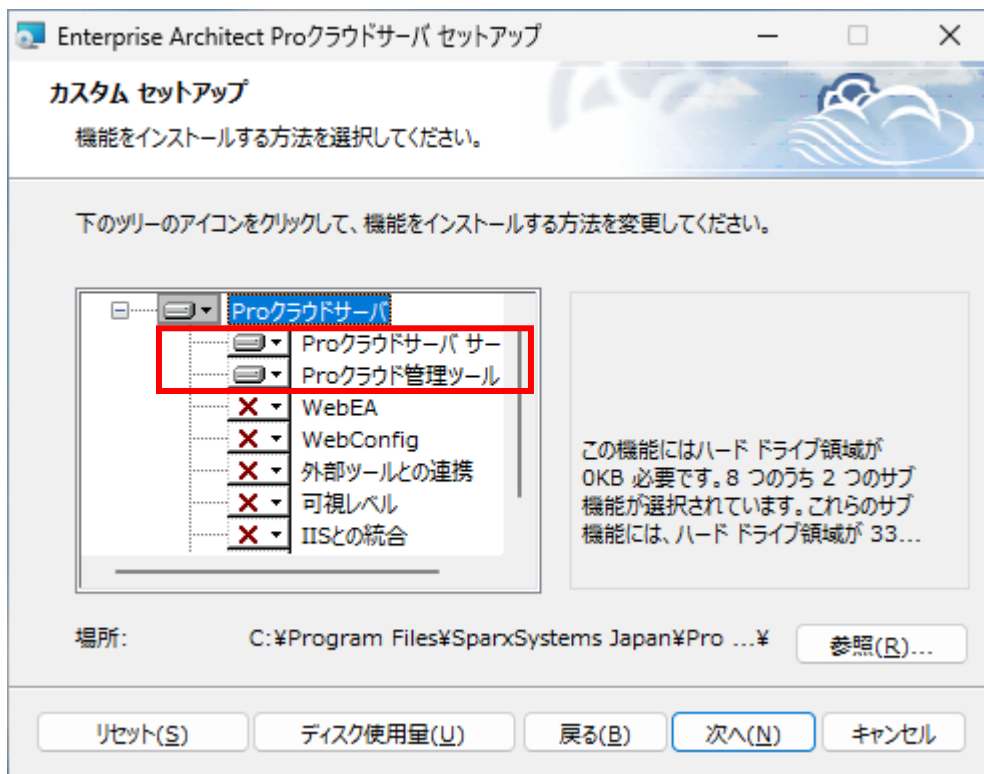 Enterprise Architect Proクラウドサーバ セットアップ
カスタム セットアップ
機能をインストールする方法を選択してください。
下のツリーのアイコンをクリックして、機能をインストールする方法を変更してください。
Proクラウドサーバ
Proクラウドサーバ サー
Proクラウド管理ツール
WebEA
WebConfig
外部ツールとの連携
可視レベル
IISとの統合
この機能にはハード ドライブ領域が
0KB 必要です。8 つのうち 2 つのサブ
機能が選択されています。これらのサブ
機能には、ハード ドライブ領域が 33...
場所:
C:¥Program Files¥SparxSystems Japan¥Pro ...¥
参照(R)...
リセット(S)
ディスク使用量(U)
戻る(B)
次へ(N)
キャンセル